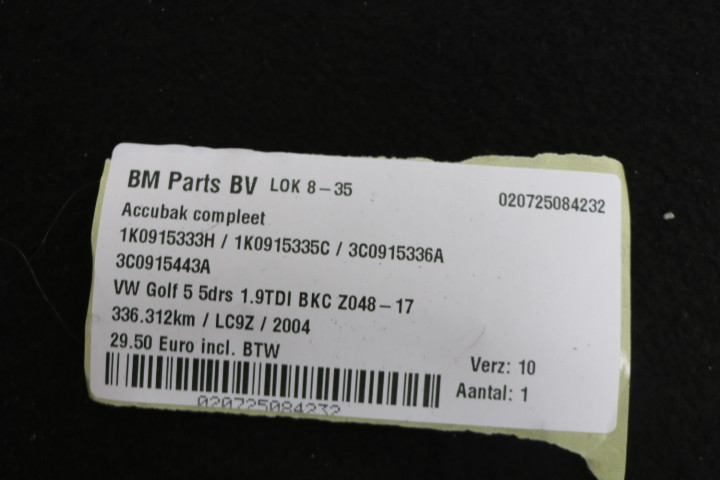 BM Parts BV LOK 8-35
020725084232
Accubak compleet
1K0915333H / 1K0915335C / 3C0915336A
3C0915443A
VW Golf 5 5drs 1.9TDI BKC Z048-17
336.312km / LC9Z / 2004
29.50 Euro incl. BTW
Verz: 10
Aantal: 1
020725084232